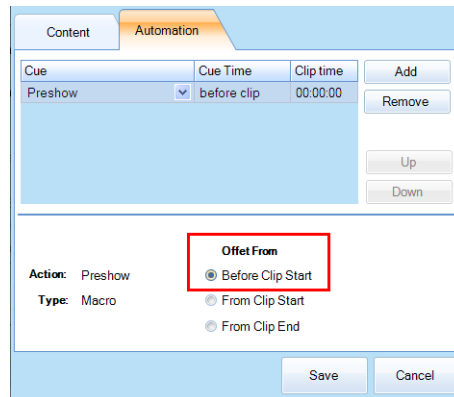 Content Automation
Cue Cue Time Clip time Add
Preshow before clip 00:00:00 Remove
Up
Down
Offet From
Action: Preshow Before Clip Start
Type: Macro From Clip Start
From Clip End
Save Cancel